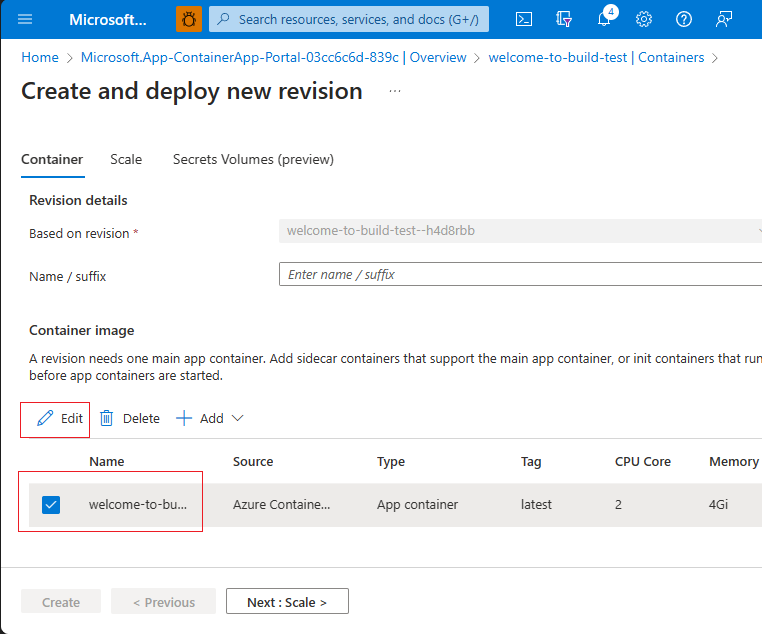 Microsoft...
Search resources, services, and docs (G+/)
4
Home > Microsoft.App-ContainerApp-Portal-03cc6c6d-839c | Overview > welcome-to-build-test | Containers >
Create and deploy new revision ...
Container Scale Secrets Volumes (preview)
Revision details
Based on revision * welcome-to-build-test--h4d8rbb
Name / suffix Enter name / suffix
Container image
A revision needs one main app container. Add sidecar containers that support the main app container, or init containers that run
before app containers are started.
Edit Delete Add
Name Source Type Tag CPU Core Memory
welcome-to-bu... Azure Containe... App container latest 2 4Gi
Create < Previous Next : Scale >